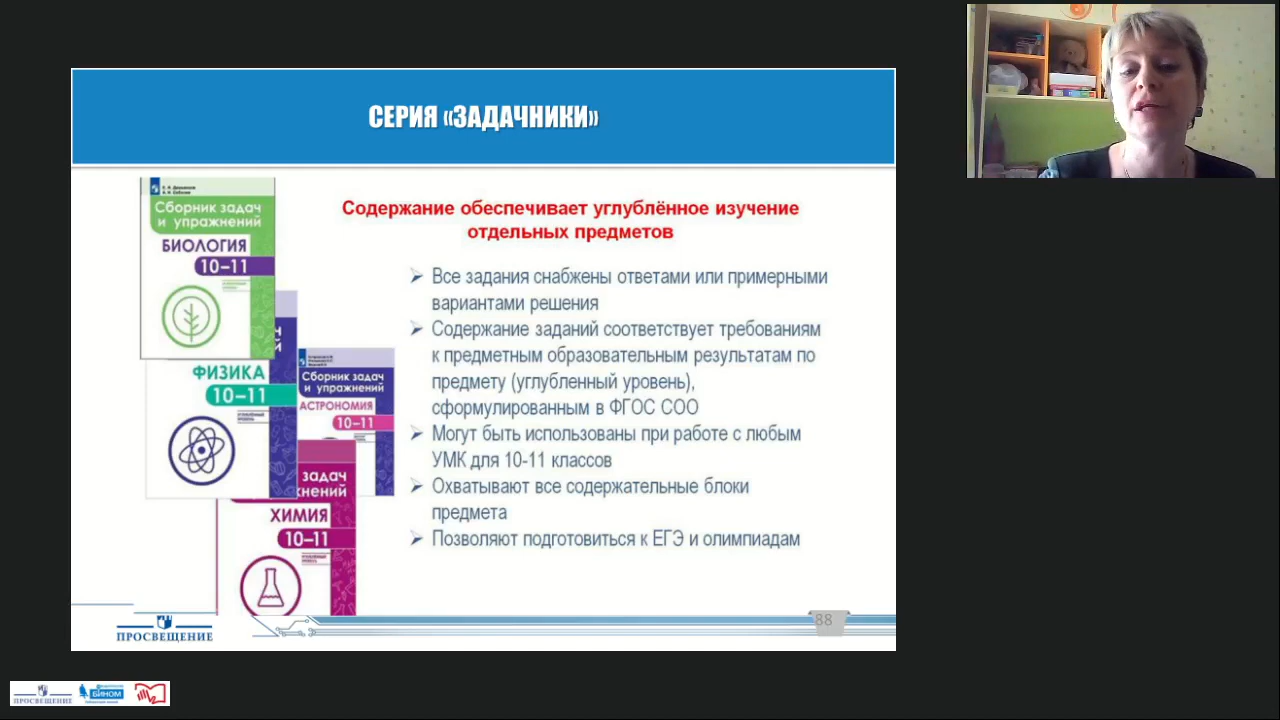 СЕРИЯ «ЗАДАЧНИКИ»
Сборник задач
и упражнений
БИОЛОГИЯ
10–11
ФИЗИКА
10–11
Сборник задач
и упражнений
АСТРОНОМИЯ
10–11
задач
ХИМИЯ
10–11
Содержание обеспечивает углублённое изучение
отдельных предметов
Все задания снабжены ответами или примерными
вариантами решения
Содержание заданий соответствует требованиям
к предметным образовательным результатам по
предмету (углубленный уровень),
сформулированным в ФГОС СОО
Могут быть использованы при работе с любым
УМК для 10-11 классов
Охватывают все содержательные блоки
предмета
Позволяют подготовиться к ЕГЭ и олимпиадам
ПРОСВЕЩЕНИЕ
88
ПРОСВЕЩЕНИЕ
БИНОМ